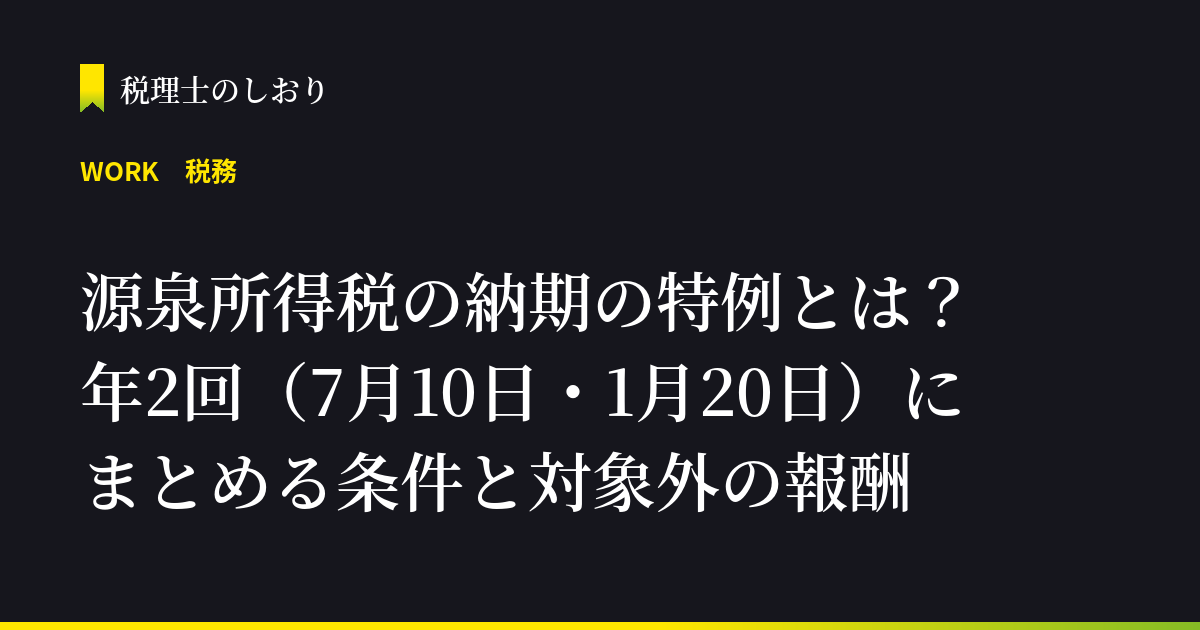 税理士のしおり
WORK　税務
源泉所得税の納期の特例とは？
年2回（7月10日・1月20日）に
まとめる条件と対象外の報酬